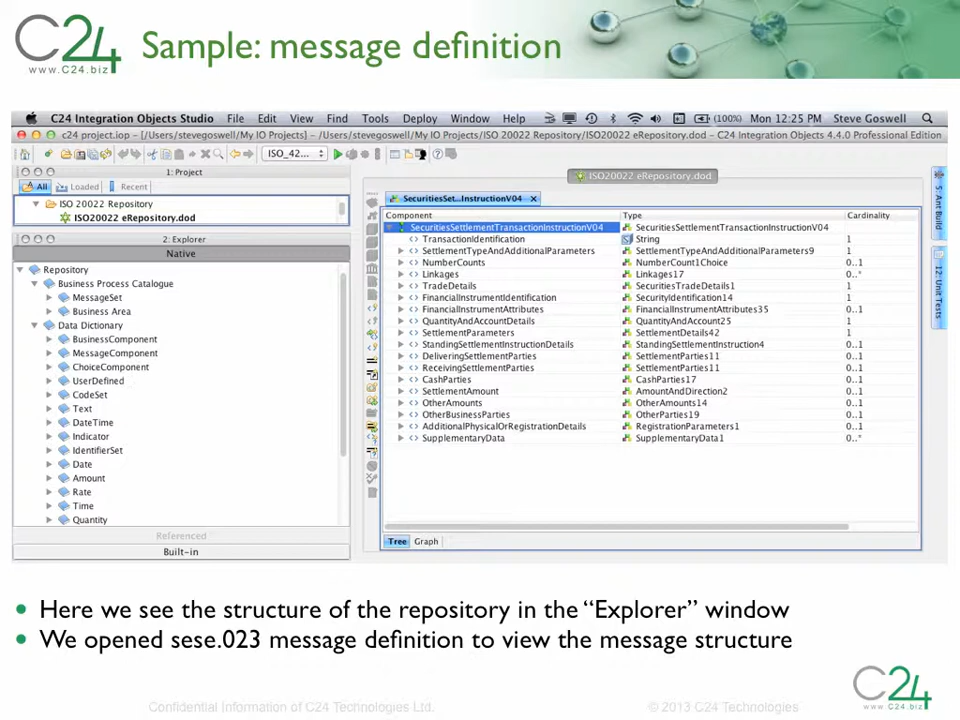 C24
www.C24.biz
Sample: message definition
C24 Integration Objects Studio File Edit View Find Tools Deploy Window Help (100%) Mon 12:25 PM Steve Goswell
c24 project.iop – [/Users/stevegoswell/My IO Projects] – /Users/stevegoswell/My IO Projects/ISO 20022 Repository/ISO20022 eRepository.dod – C24 Integration Objects 4.4.0 Professional Edition
ISO_42...
1: Project
All Loaded Recent
ISO 20022 Repository
ISO20022 eRepository.dod
2: Explorer
Native
Repository
Business Process Catalogue
MessageSet
Business Area
Data Dictionary
BusinessComponent
MessageComponent
ChoiceComponent
UserDefined
CodeSet
Text
DateTime
Indicator
IdentifierSet
Date
Amount
Rate
Time
Quantity
Referenced
Built-in
ISO20022 eRepository.dod
SecuritiesSet...InstructionV04
Component Type Cardinality
SecuritiesSettlementTransactionInstructionV04 SecuritiesSettlementTransactionInstructionV04
TransactionIdentification String 1
SettlementTypeAndAdditionalParameters SettlementTypeAndAdditionalParameters9 1
NumberCounts NumberCount1Choice 0..1
Linkages Linkages17 0..*
TradeDetails SecuritiesTradeDetails1 1
FinancialInstrumentIdentification SecurityIdentification14 1
FinancialInstrumentAttributes FinancialInstrumentAttributes35 0..1
QuantityAndAccountDetails QuantityAndAccount25 1
SettlementParameters SettlementDetails42 1
StandingSettlementInstructionDetails StandingSettlementInstruction4 0..1
DeliveringSettlementParties SettlementParties11 0..1
ReceivingSettlementParties SettlementParties11 0..1
CashParties CashParties17 0..1
SettlementAmount AmountAndDirection2 0..1
OtherAmounts OtherAmounts14 0..1
OtherBusinessParties OtherParties19 0..1
AdditionalPhysicalOrRegistrationDetails RegistrationParameters1 0..1
SupplementaryData SupplementaryData1 0..*
Tree Graph
5: Ant Build
12: Unit Tests
Here we see the structure of the repository in the “Explorer” window
We opened sese.023 message definition to view the message structure
Confidential Information of C24 Technologies Ltd. © 2013 C24 Technologies
C24
www.C24.biz